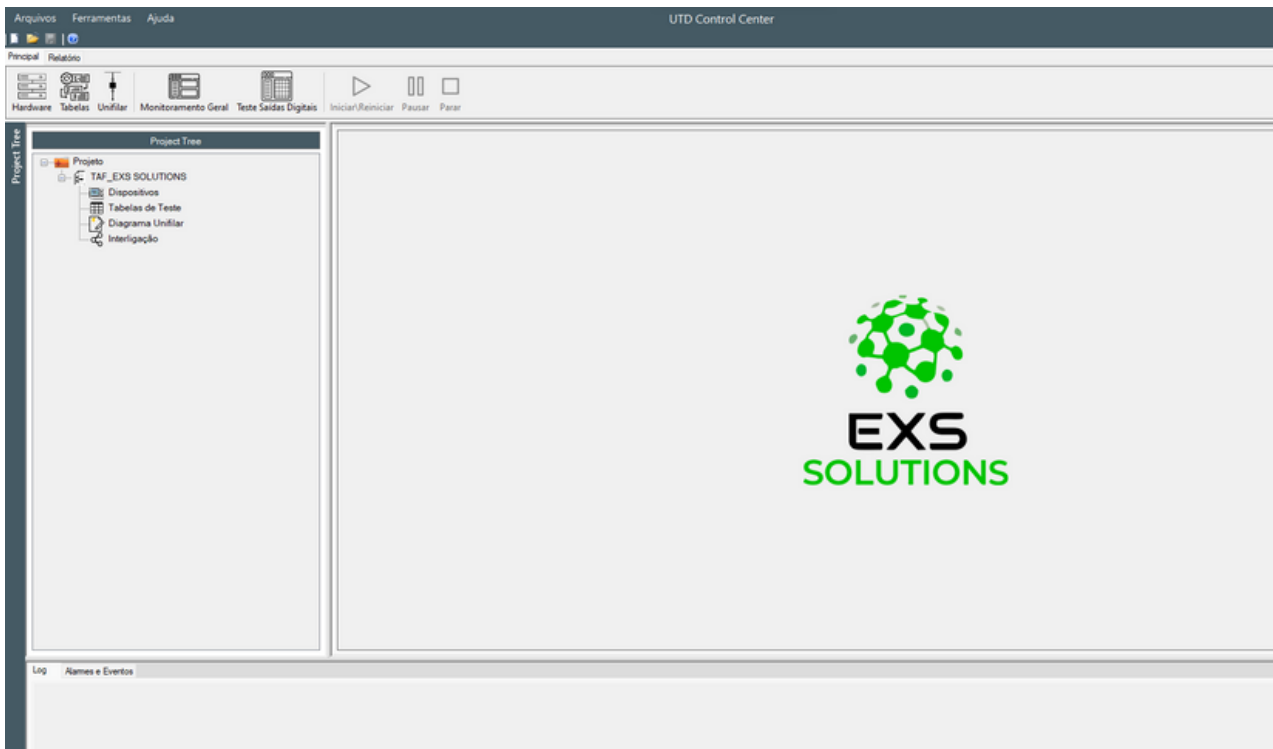 Arquivos Ferramentas Ajuda UTD Control Center
Principal Relatório
Hardware Tabelas Unifilar Monitoramento Geral Teste Saídas Digitais Iniciar\Reiniciar Pausar Parar
Project Tree
Project Tree
Projeto
TAF_EXS SOLUTIONS
Dispositivos
Tabelas de Teste
Diagrama Unifilar
Interligação
EXS
SOLUTIONS
Log Alarmes e Eventos